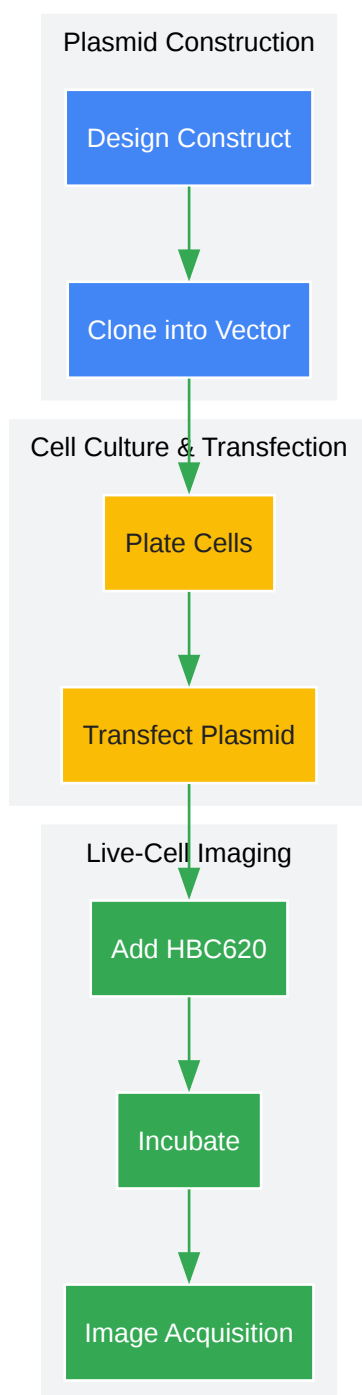 Plasmid Construction
Design Construct
Clone into Vector
Cell Culture & Transfection
Plate Cells
Transfect Plasmid
Live-Cell Imaging
Add HBC620
Incubate
Image Acquisition